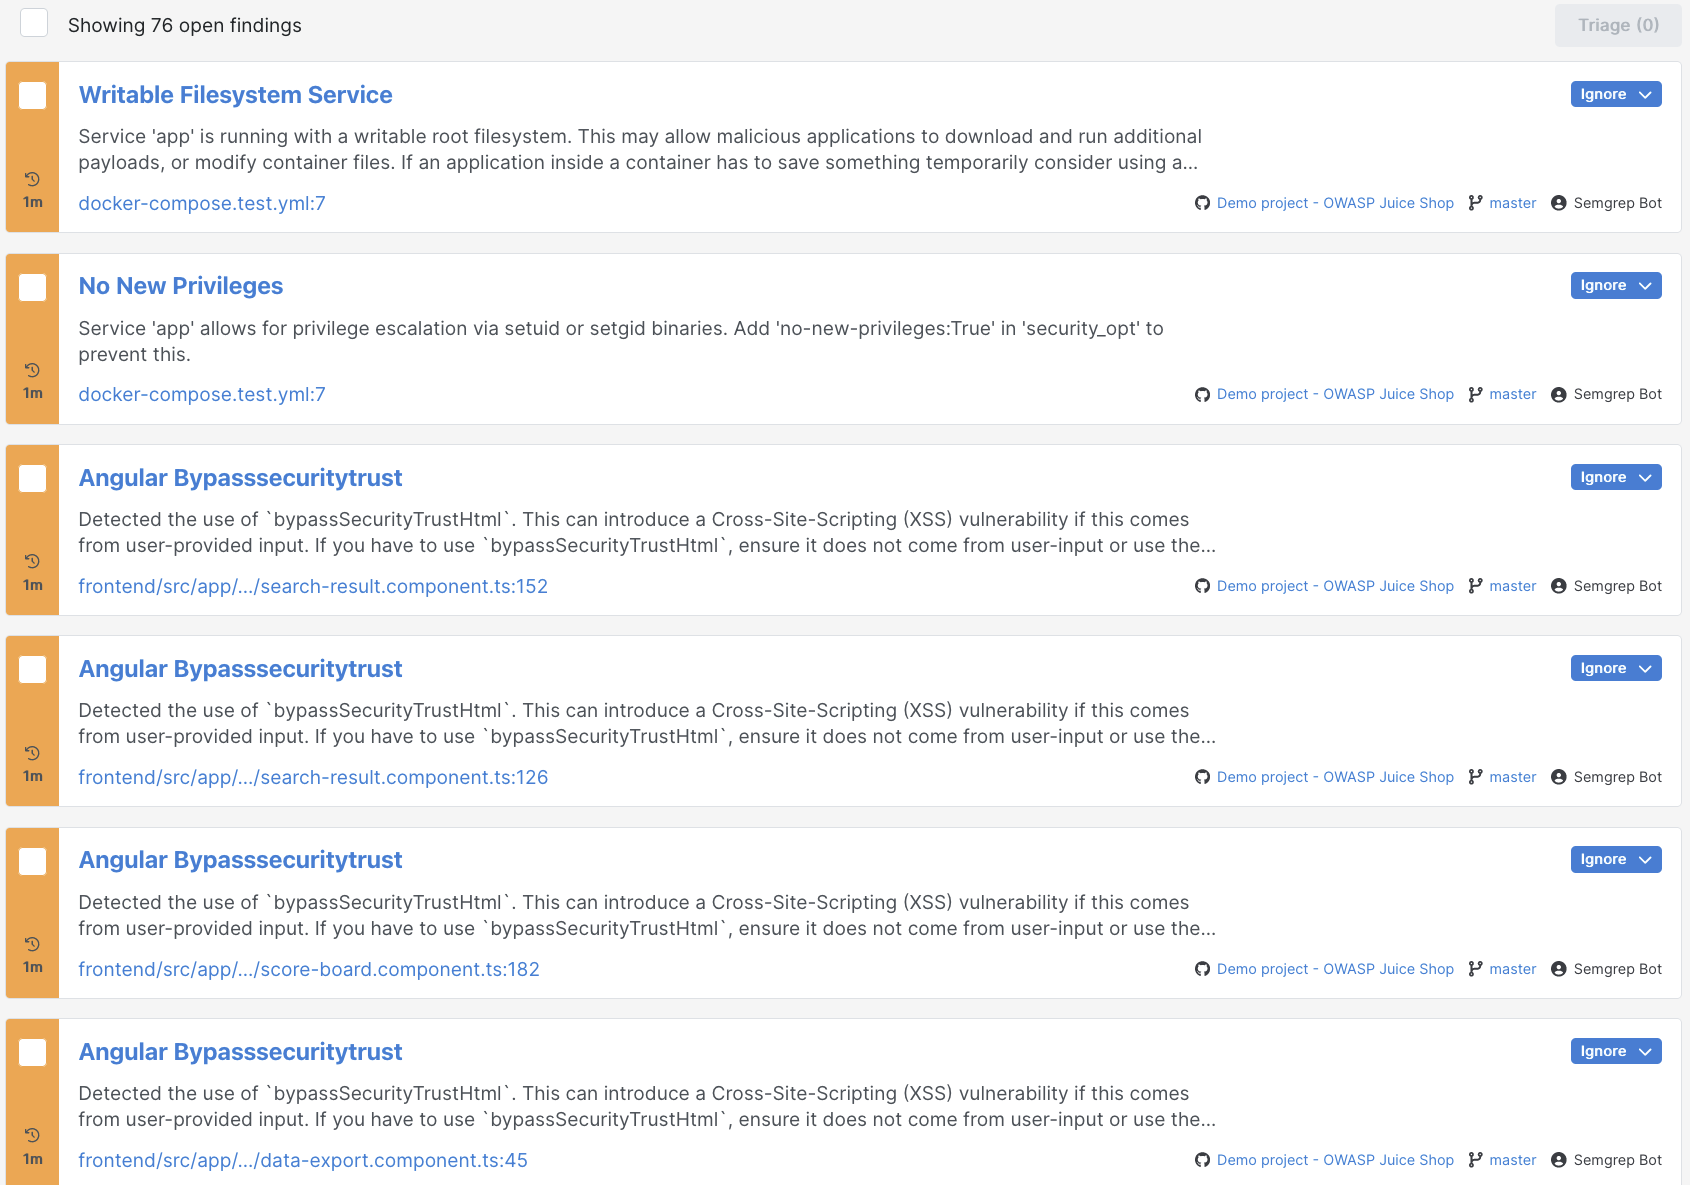 Showing 76 open findings
Triage (0)
Writable Filesystem Service
Ignore
Service 'app' is running with a writable root filesystem. This may allow malicious applications to download and run additional
payloads, or modify container files. If an application inside a container has to save something temporarily consider using a...
1m
docker-compose.test.yml:7
Demo project - OWASP Juice Shop master Semgrep Bot
No New Privileges
Ignore
Service 'app' allows for privilege escalation via setuid or setgid binaries. Add 'no-new-privileges:True' in 'security_opt' to
prevent this.
1m
docker-compose.test.yml:7
Demo project - OWASP Juice Shop master Semgrep Bot
Angular Bypasssecuritytrust
Ignore
Detected the use of `bypassSecurityTrustHtml`. This can introduce a Cross-Site-Scripting (XSS) vulnerability if this comes
from user-provided input. If you have to use `bypassSecurityTrustHtml`, ensure it does not come from user-input or use the...
1m
frontend/src/app/.../search-result.component.ts:152
Demo project - OWASP Juice Shop master Semgrep Bot
Angular Bypasssecuritytrust
Ignore
Detected the use of `bypassSecurityTrustHtml`. This can introduce a Cross-Site-Scripting (XSS) vulnerability if this comes
from user-provided input. If you have to use `bypassSecurityTrustHtml`, ensure it does not come from user-input or use the...
1m
frontend/src/app/.../search-result.component.ts:126
Demo project - OWASP Juice Shop master Semgrep Bot
Angular Bypasssecuritytrust
Ignore
Detected the use of `bypassSecurityTrustHtml`. This can introduce a Cross-Site-Scripting (XSS) vulnerability if this comes
from user-provided input. If you have to use `bypassSecurityTrustHtml`, ensure it does not come from user-input or use the...
1m
frontend/src/app/.../score-board.component.ts:182
Demo project - OWASP Juice Shop master Semgrep Bot
Angular Bypasssecuritytrust
Ignore
Detected the use of `bypassSecurityTrustHtml`. This can introduce a Cross-Site-Scripting (XSS) vulnerability if this comes
from user-provided input. If you have to use `bypassSecurityTrustHtml`, ensure it does not come from user-input or use the...
1m
frontend/src/app/.../data-export.component.ts:45
Demo project - OWASP Juice Shop master Semgrep Bot